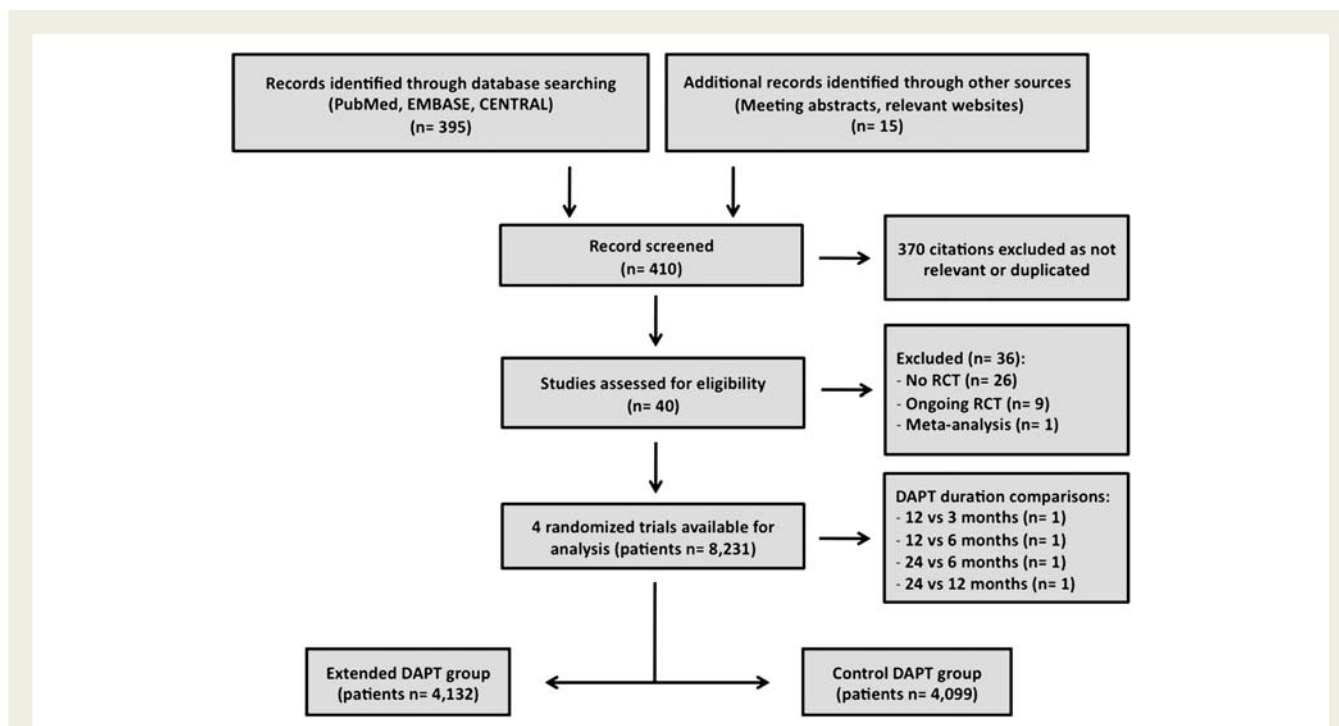 Records identified through database searching
(PubMed, EMBASE, CENTRAL)
(n= 395)
Additional records identified through other sources
(Meeting abstracts, relevant websites)
(n= 15)
Record screened
(n= 410)
370 citations excluded as not
relevant or duplicated
Studies assessed for eligibility
(n= 40)
Excluded (n= 36):
- No RCT (n= 26)
- Ongoing RCT (n= 9)
- Meta-analysis (n= 1)
4 randomized trials available for
analysis (patients n= 8,231)
DAPT duration comparisons:
- 12 vs 3 months (n= 1)
- 12 vs 6 months (n= 1)
- 24 vs 6 months (n= 1)
- 24 vs 12 months (n= 1)
Extended DAPT group
(patients n= 4,132)
Control DAPT group
(patients n= 4,099)